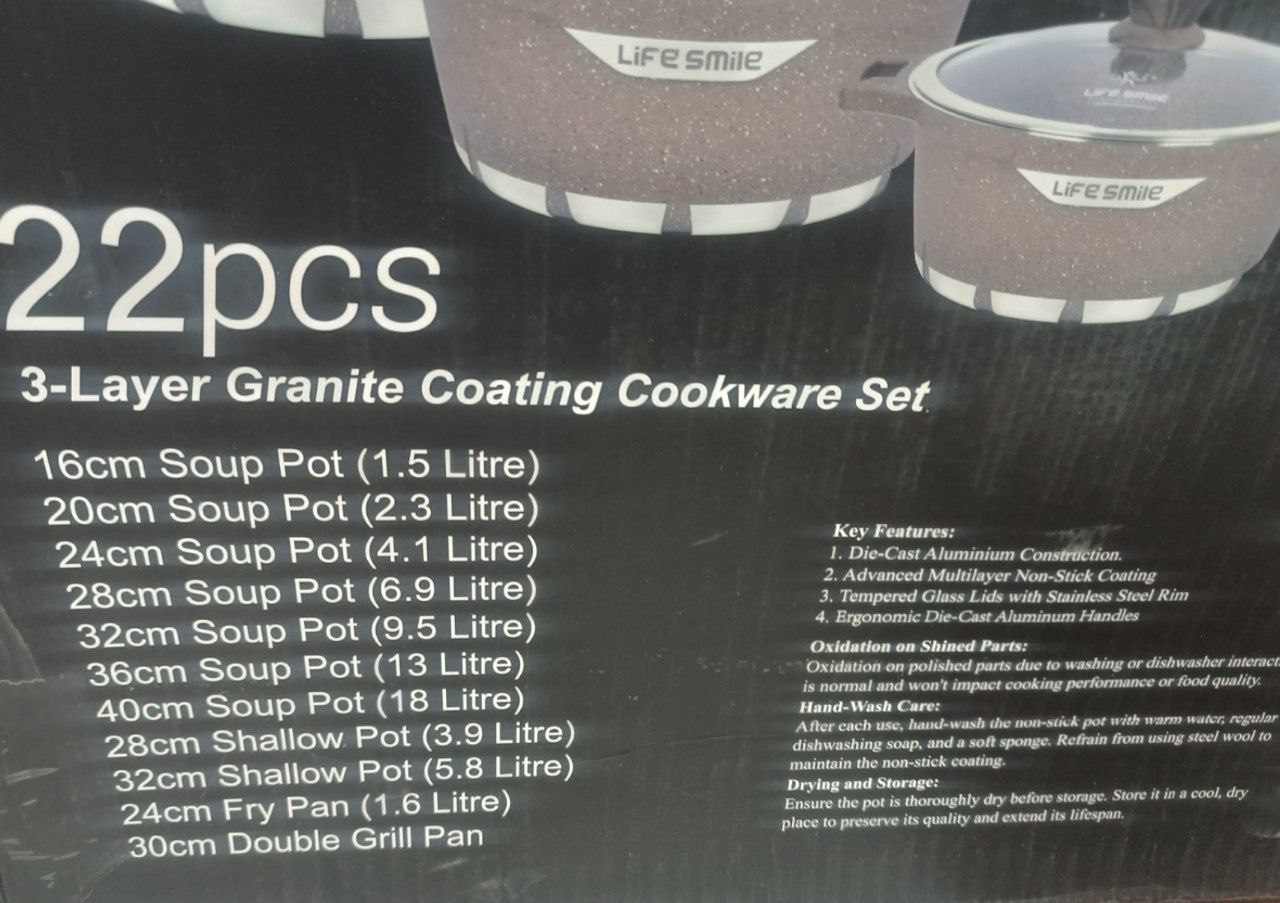 LiFE SMilE
LiFE SMilE
LiFE SMilE
22pcs
3-Layer Granite Coating Cookware Set
16cm Soup Pot (1.5 Litre)
20cm Soup Pot (2.3 Litre)
24cm Soup Pot (4.1 Litre)
28cm Soup Pot (6.9 Litre)
32cm Soup Pot (9.5 Litre)
36cm Soup Pot (13 Litre)
40cm Soup Pot (18 Litre)
28cm Shallow Pot (3.9 Litre)
32cm Shallow Pot (5.8 Litre)
24cm Fry Pan (1.6 Litre)
30cm Double Grill Pan
Key Features:
1. Die-Cast Aluminium Construction.
2. Advanced Multilayer Non-Stick Coating
3. Tempered Glass Lids with Stainless Steel Rim
4. Ergonomic Die-Cast Aluminum Handles
Oxidation on Shined Parts:
Oxidation on polished parts due to washing or dishwasher interact
is normal and won't impact cooking performance or food quality.
Hand-Wash Care:
After each use, hand-wash the non-stick pot with warm water, regular
dishwashing soap, and a soft sponge. Refrain from using steel wool to
maintain the non-stick coating.
Drying and Storage:
Ensure the pot is thoroughly dry before storage. Store it in a cool, dry
place to preserve its quality and extend its lifespan.